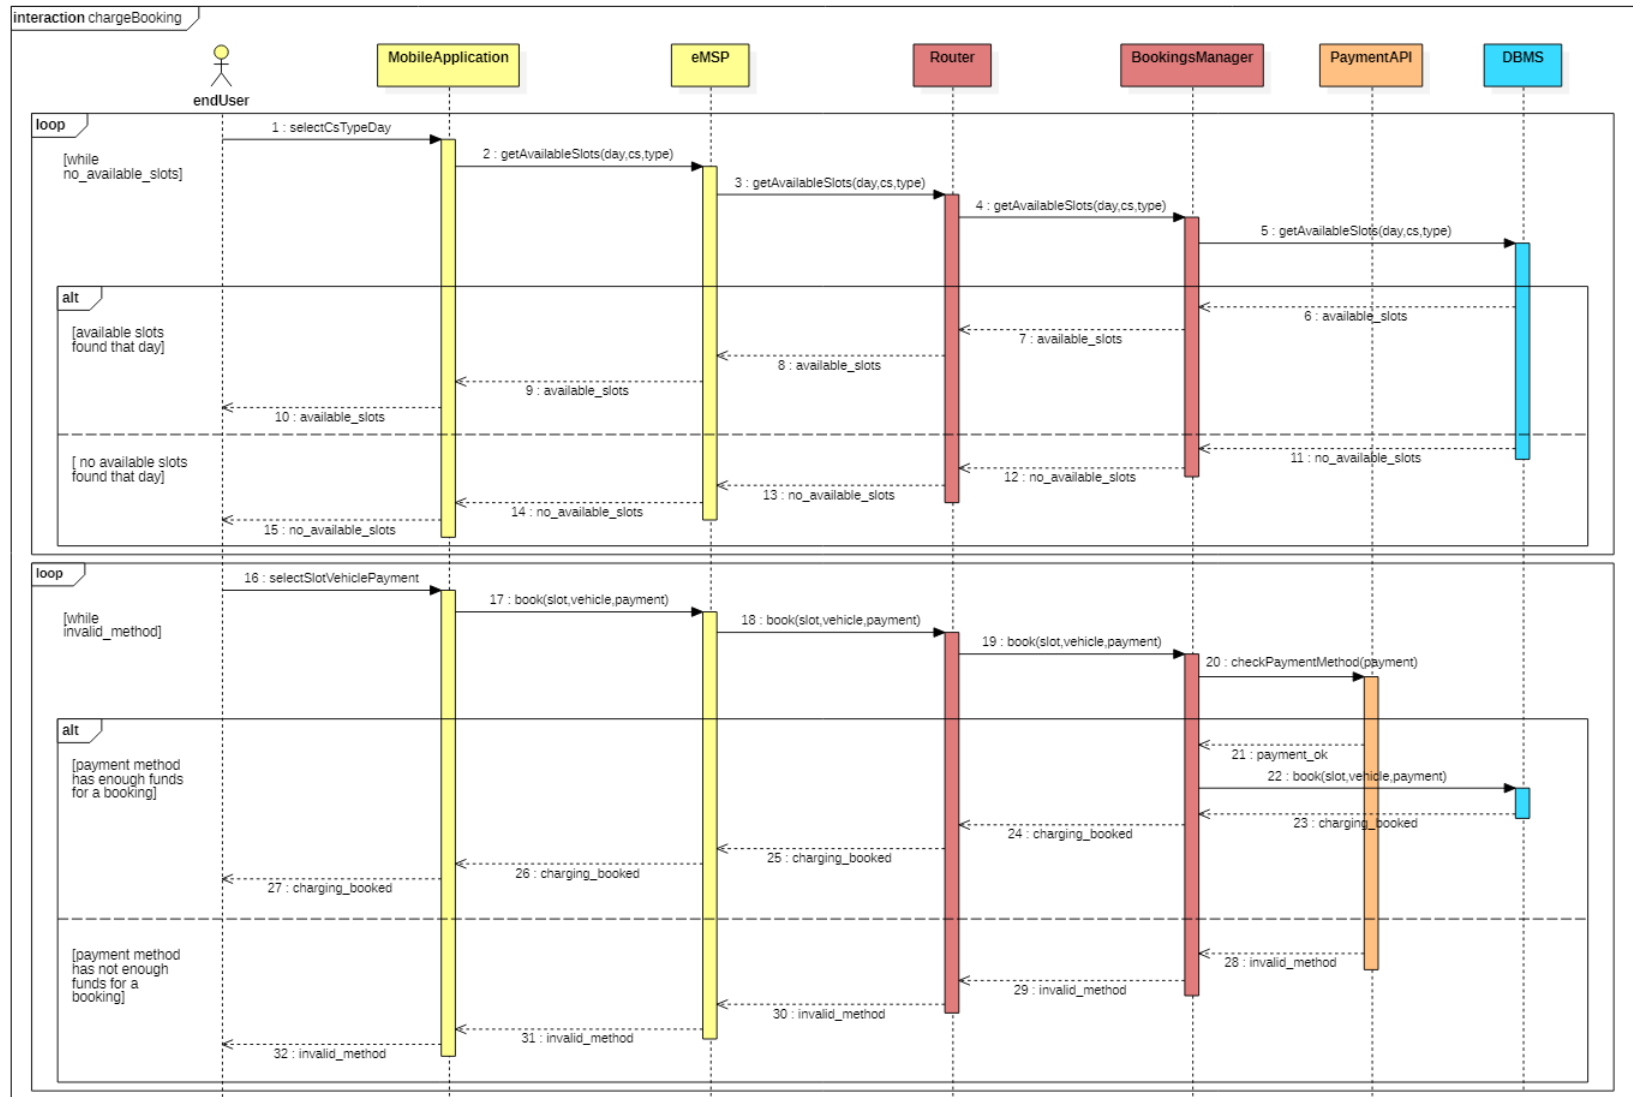 interaction chargeBooking
endUser
MobileApplication
eMSP
Router
BookingsManager
PaymentAPI
DBMS
loop
[while
no_available_slots]
1 : selectCsTypeDay
2 : getAvailableSlots(day,cs,type)
3 : getAvailableSlots(day,cs,type)
4 : getAvailableSlots(day,cs,type)
5 : getAvailableSlots(day,cs,type)
alt
[available slots
found that day]
6 : available_slots
7 : available_slots
8 : available_slots
9 : available_slots
10 : available_slots
[ no available slots
found that day]
11 : no_available_slots
12 : no_available_slots
13 : no_available_slots
14 : no_available_slots
15 : no_available_slots
loop
[while
invalid_method]
16 : selectSlotVehiclePayment
17 : book(slot,vehicle,payment)
18 : book(slot,vehicle,payment)
19 : book(slot,vehicle,payment)
20 : checkPaymentMethod(payment)
alt
[payment method
has enough funds
for a booking]
21 : payment_ok
22 : book(slot,vehicle,payment)
23 : charging_booked
24 : charging_booked
25 : charging_booked
26 : charging_booked
27 : charging_booked
[payment method
has not enough
funds for a
booking]
28 : invalid_method
29 : invalid_method
30 : invalid_method
31 : invalid_method
32 : invalid_method